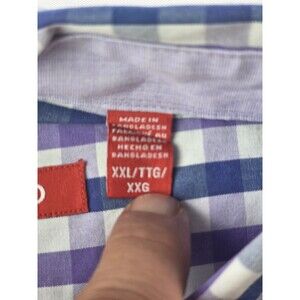 MADE IN
BANGLADESH
FABRIQUÉ AU
BANGLADESH
HECHO EN
BANGLADESH
XXL/TTG/
XXG